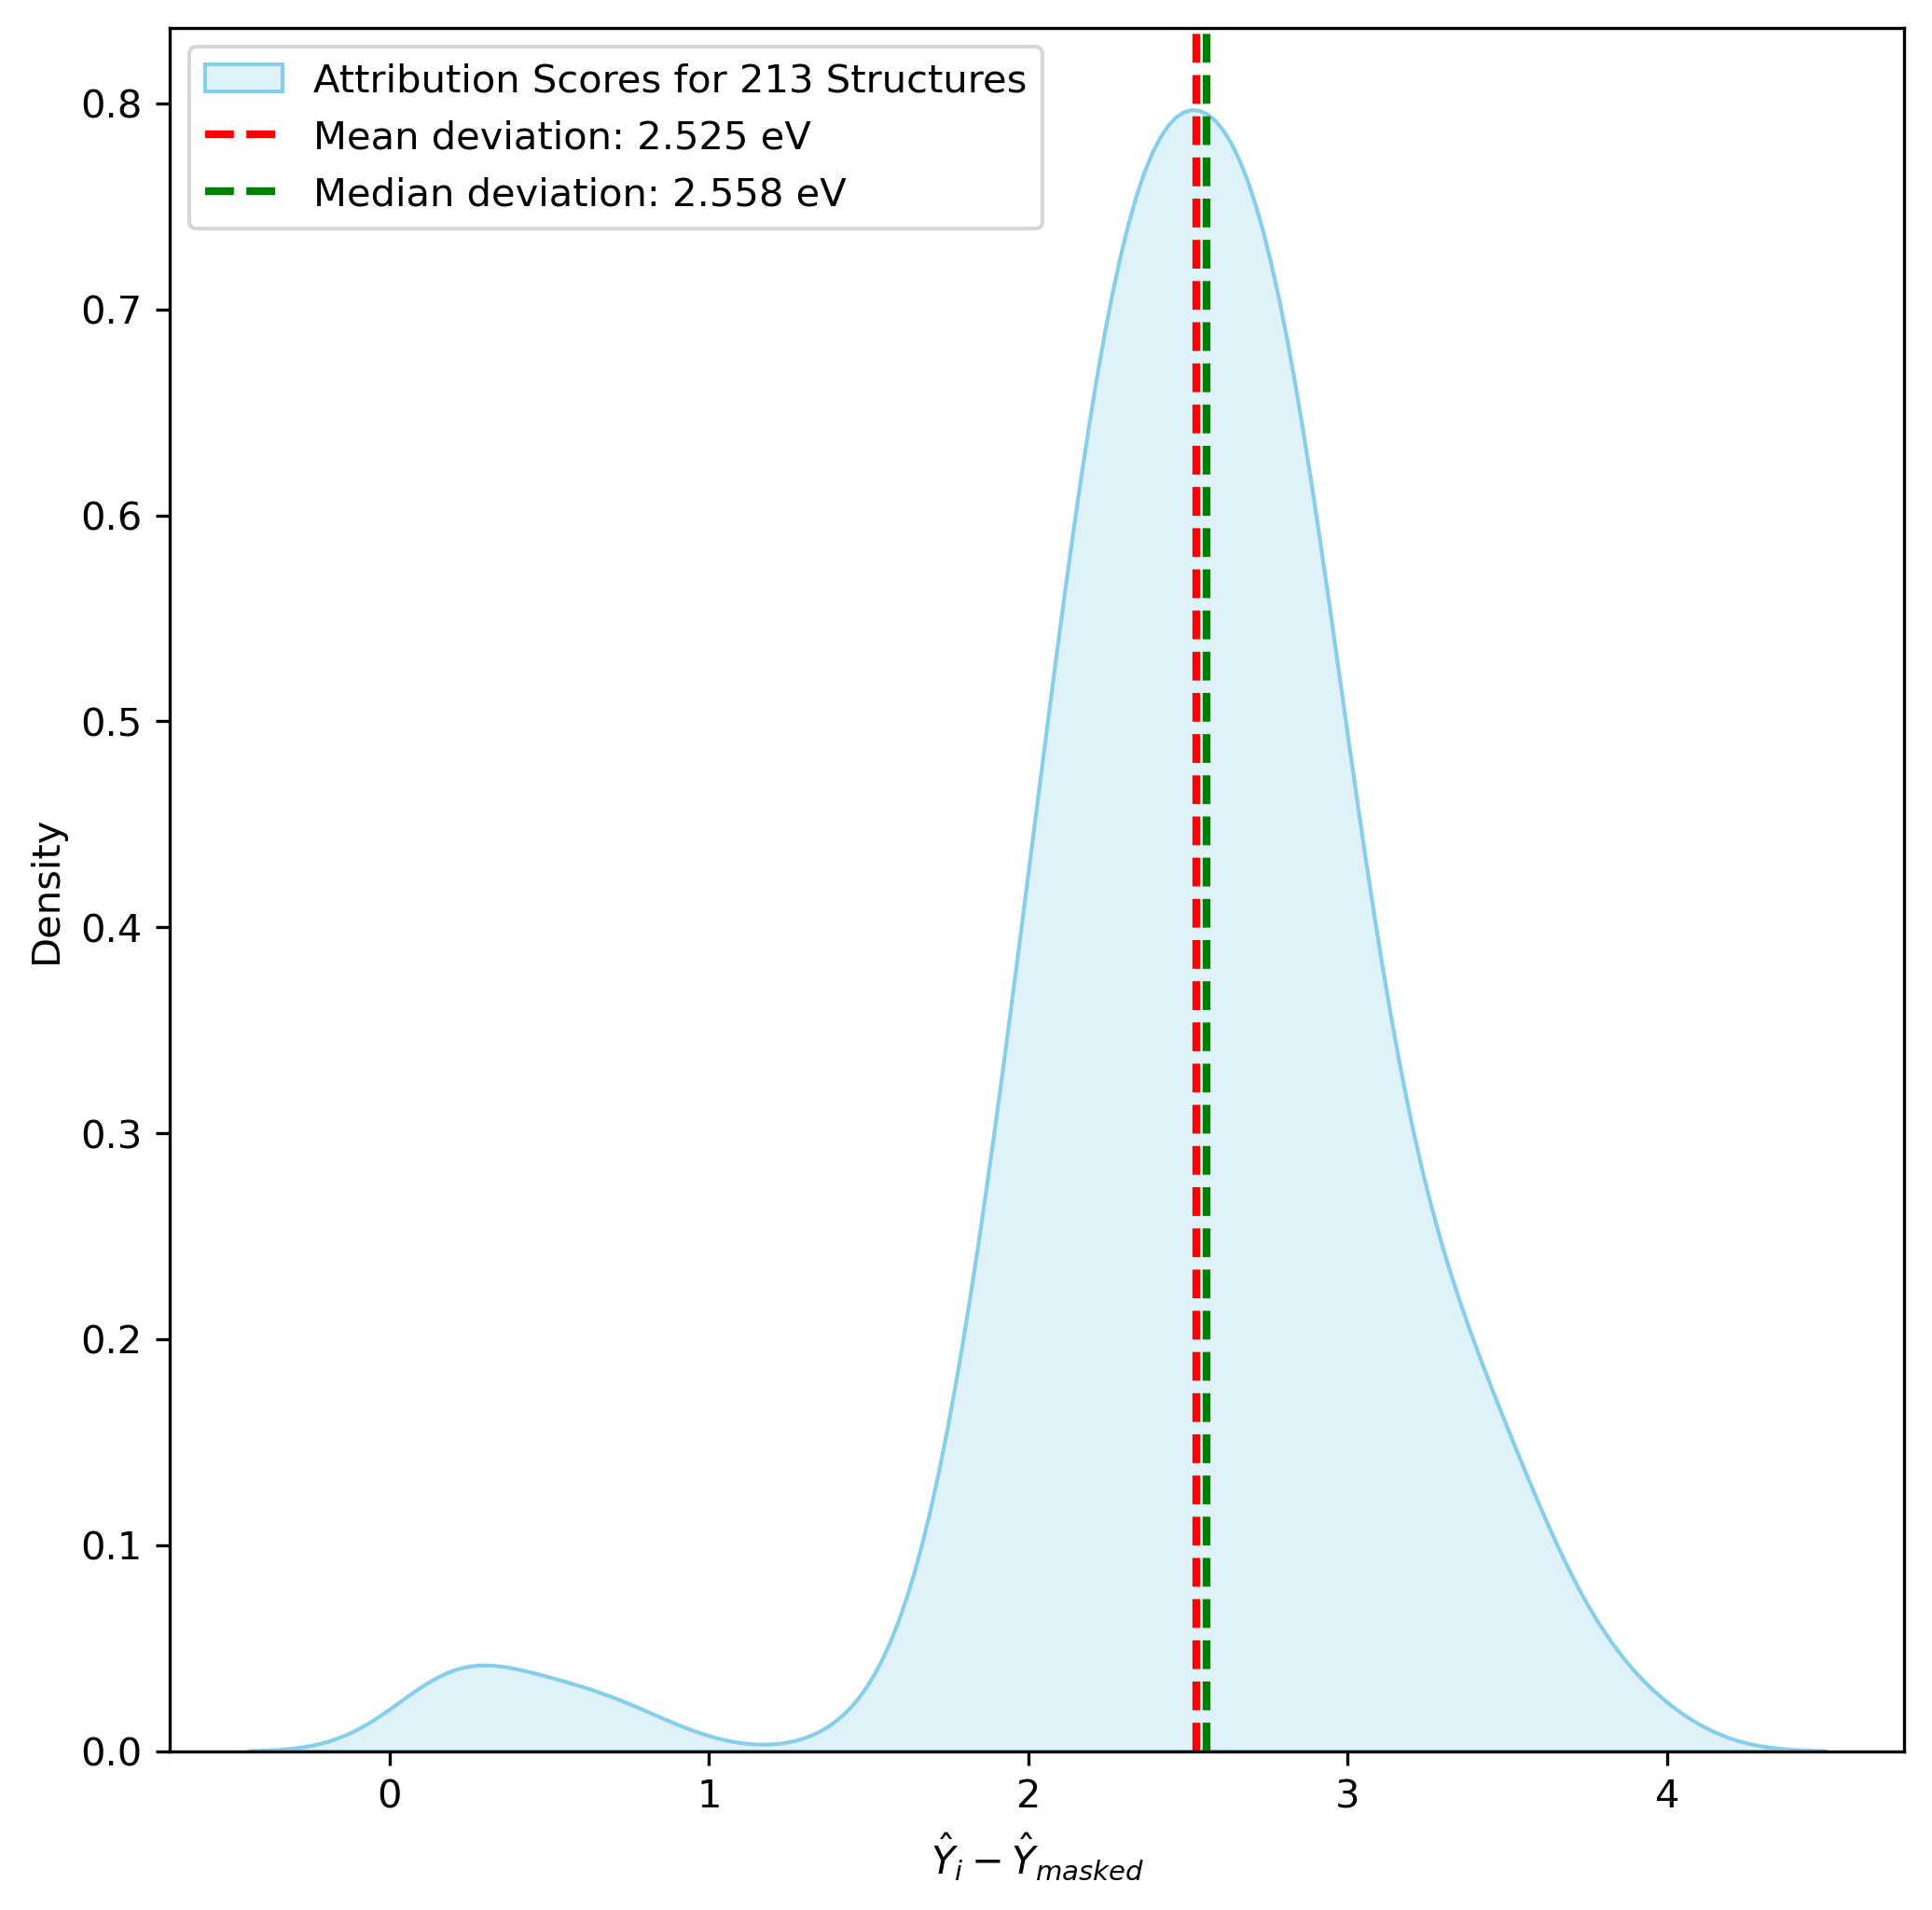 Attribution Scores for 213 Structures
Mean deviation: 2.525 eV
Median deviation: 2.558 eV
0.8
0.7
0.6
0.5
0.4
0.3
0.2
0.1
0.0
Density
0 1 2 3 4
Ŷ_i − Ŷ_masked